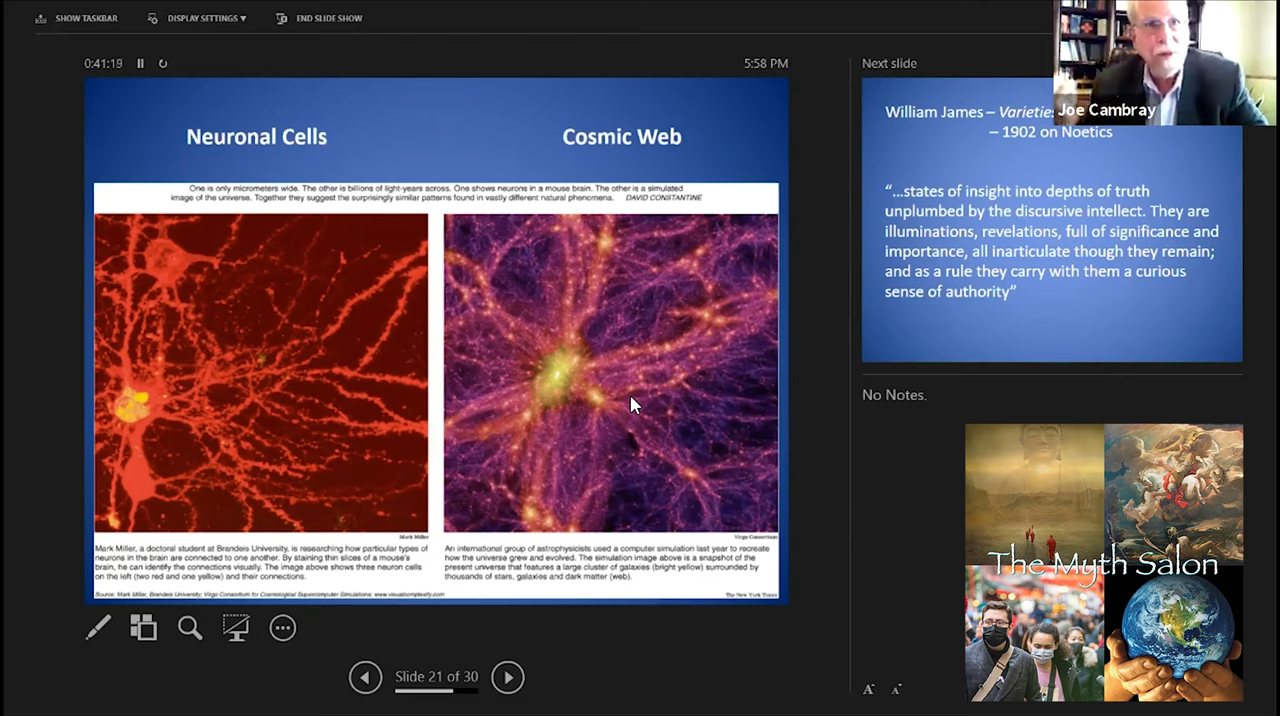 SHOW TASKBAR
DISPLAY SETTINGS ▼
END SLIDE SHOW
0:41:19
5:58 PM
Neuronal Cells
Cosmic Web
One is only micrometers wide. The other is billions of light-years across. One shows neurons in a mouse brain. The other is a simulated
image of the universe. Together they suggest the surprisingly similar patterns found in vastly different natural phenomena. DAVID CONSTANTINE
Mark Miller
Virgo Consortium
Mark Miller, a doctoral student at Brandeis University, is researching how particular types of
neurons in the brain are connected to one another. By staining thin slices of a mouse's
brain, he can identify the connections visually. The image above shows three neuron cells
on the left (two red and one yellow) and their connections.
An international group of astrophysicists used a computer simulation last year to recreate
how the universe grew and evolved. The simulation image above is a snapshot of the
present universe that features a large cluster of galaxies (bright yellow) surrounded by
thousands of stars, galaxies and dark matter (web).
Source: Mark Miller, Brandeis University; Virgo Consortium for Cosmological Supercomputer Simulations; www.visualcomplexity.com
The New York Times
Slide 21 of 30
Next slide
Joe Cambray
William James – Varieties
– 1902 on Noetics
“…states of insight into depths of truth
unplumbed by the discursive intellect. They are
illuminations, revelations, full of significance and
importance, all inarticulate though they remain;
and as a rule they carry with them a curious
sense of authority”
No Notes.
The Myth Salon
A A